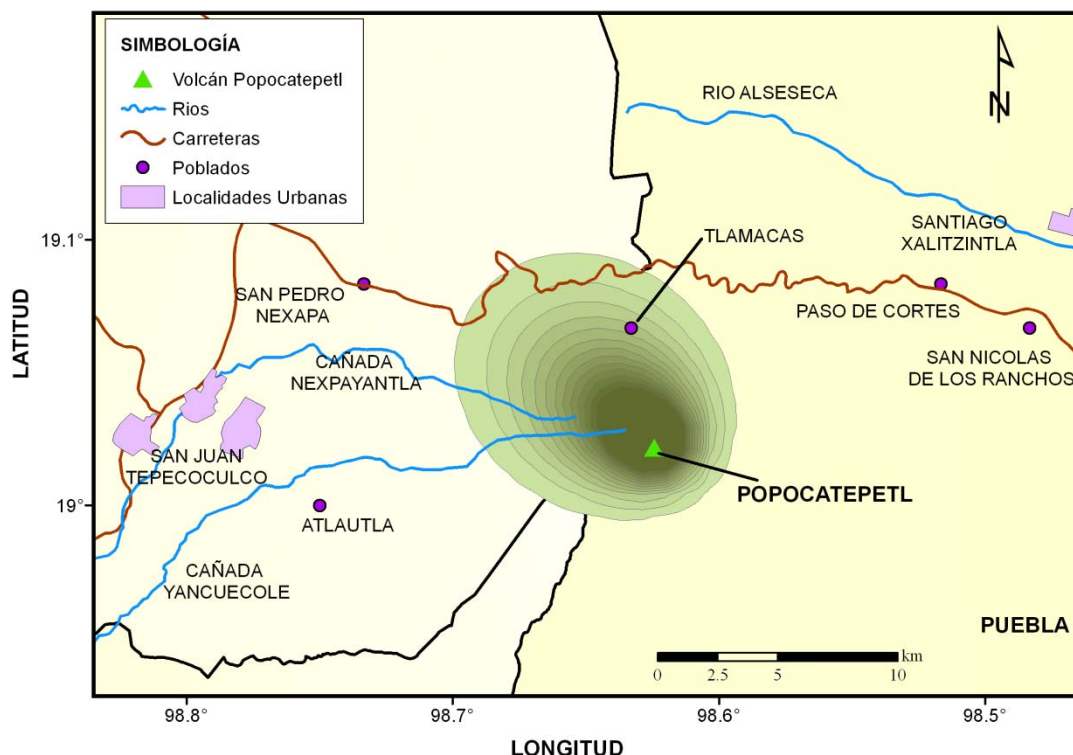 SIMBOLOGÍA
Volcán Popocatepetl
Rios
Carreteras
Poblados
Localidades Urbanas
N
RIO ALSESECA
SANTIAGO
XALITZINTLA
TLAMACAS
19.1°
SAN PEDRO
NEXAPA
PASO DE CORTES
SAN NICOLAS
DE LOS RANCHOS
CAÑADA
NEXPAYANTLA
LATITUD
SAN JUAN
TEPECOCULCO
POPOCATEPETL
19°
ATLAUTLA
CAÑADA
YANCUECOLE
PUEBLA
km
0 2.5 5 10
98.8° 98.7° 98.6° 98.5°
LONGITUD